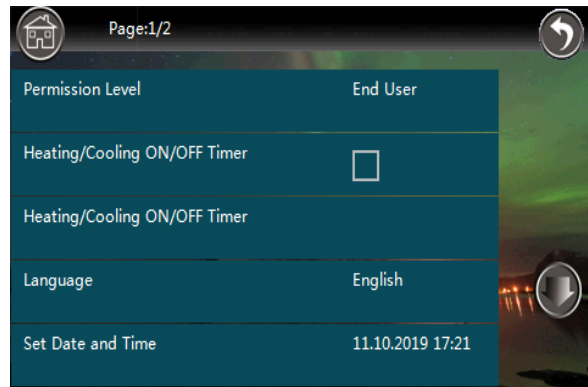 Page:1/2
Permission Level End User
Heating/Cooling ON/OFF Timer
Heating/Cooling ON/OFF Timer
Language English
Set Date and Time 11.10.2019 17:21